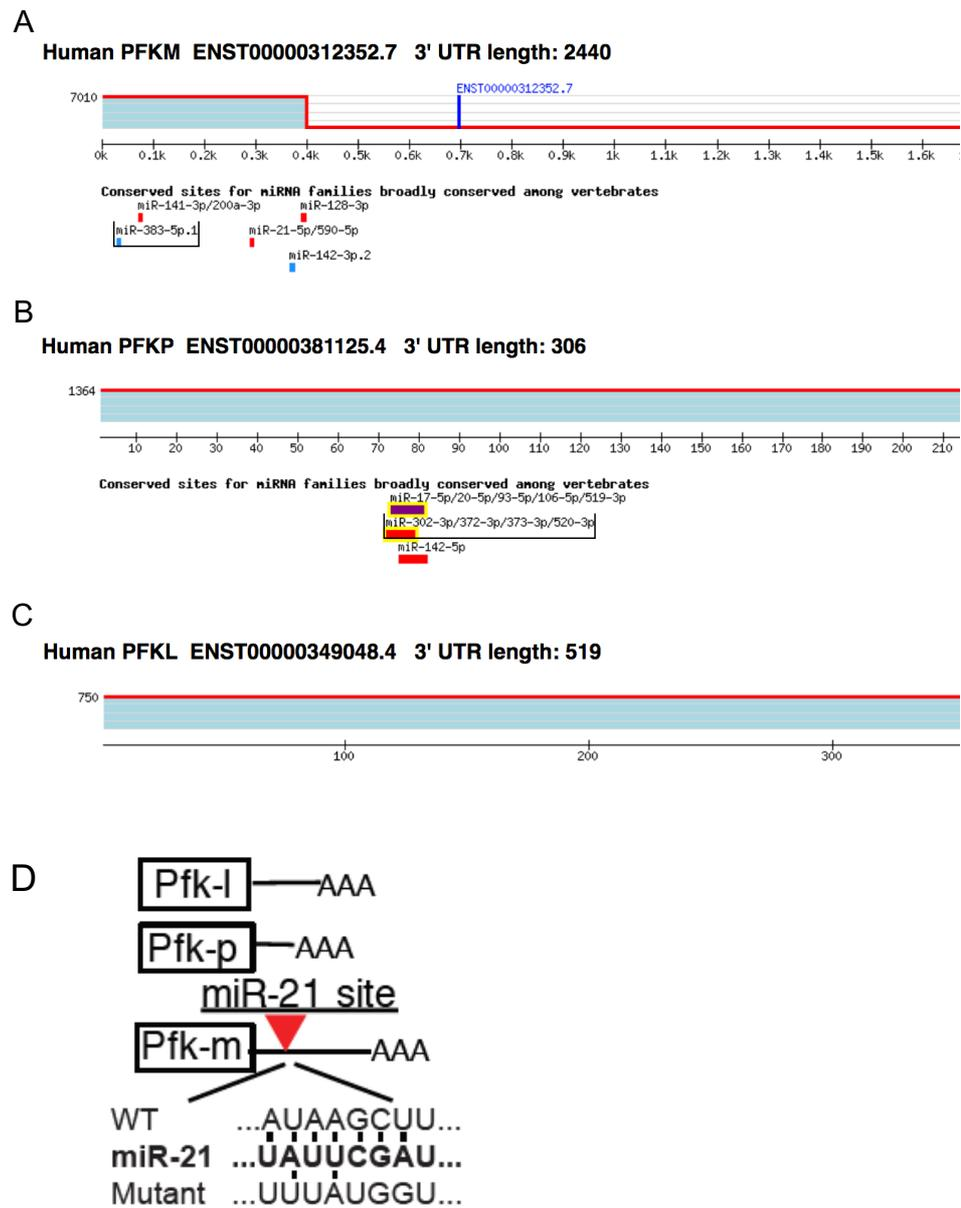 A
Human PFKM ENST00000312352.7 3' UTR length: 2440
ENST00000312352.7
7010
0k 0.1k 0.2k 0.3k 0.4k 0.5k 0.6k 0.7k 0.8k 0.9k 1k 1.1k 1.2k 1.3k 1.4k 1.5k 1.6k
Conserved sites for miRNA families broadly conserved among vertebrates
miR-141-3p/200a-3p miR-128-3p
miR-383-5p.1 miR-21-5p/590-5p
miR-142-3p.2
B
Human PFKP ENST00000381125.4 3' UTR length: 306
1364
10 20 30 40 50 60 70 80 90 100 110 120 130 140 150 160 170 180 190 200 210
Conserved sites for miRNA families broadly conserved among vertebrates
miR-17-5p/20-5p/93-5p/106-5p/519-3p
miR-302-3p/372-3p/373-3p/520-3p
miR-142-5p
C
Human PFKL ENST00000349048.4 3' UTR length: 519
750
100 200 300
D
Pfk-l AAA
Pfk-p AAA
miR-21 site
Pfk-m AAA
WT ...AUAAGCUU...
miR-21 ...UAUUCGAU...
Mutant ...UUUAUGGU...